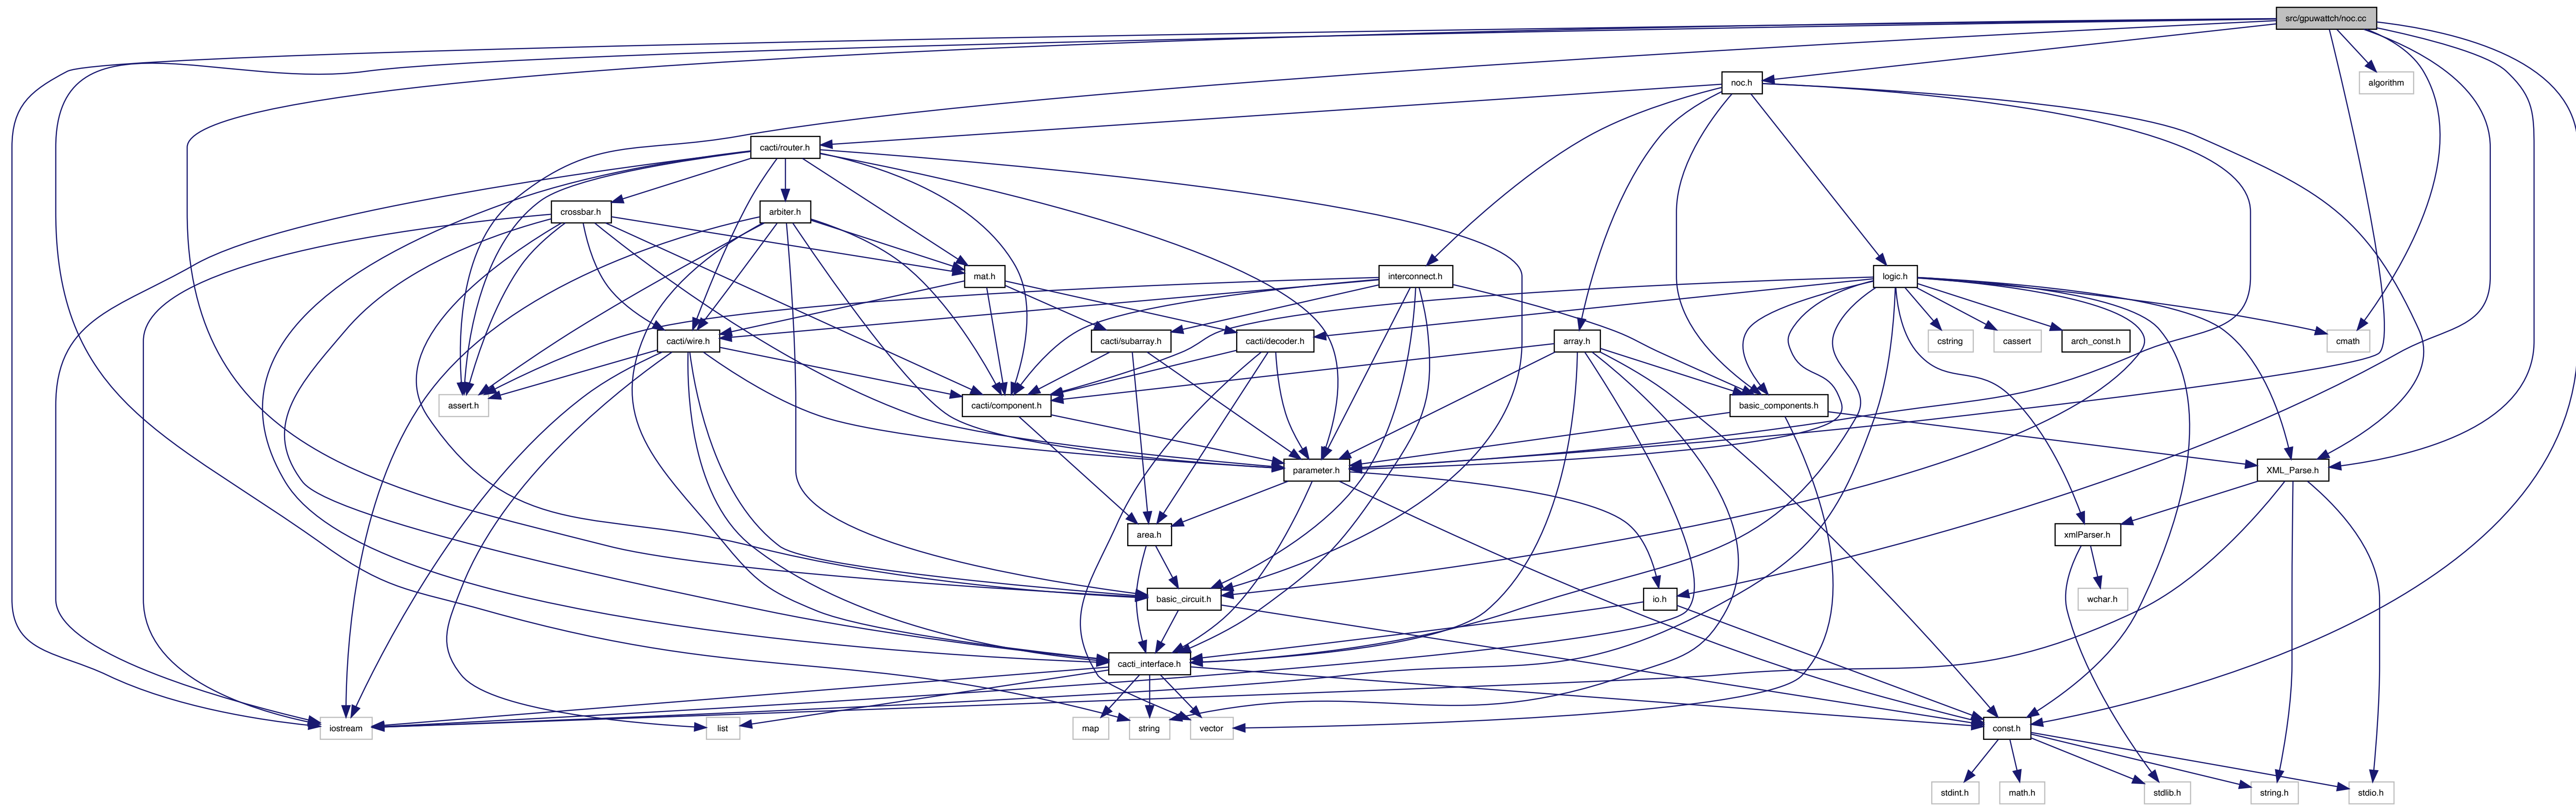 src/gpuwattch/noc.cc
noc.h
algorithm
cacti/router.h
crossbar.h
arbiter.h
mat.h
interconnect.h
logic.h
cacti/wire.h
cacti/subarray.h
cacti/decoder.h
array.h
cstring
cassert
arch_const.h
cmath
assert.h
cacti/component.h
basic_components.h
parameter.h
XML_Parse.h
area.h
xmlParser.h
basic_circuit.h
io.h
wchar.h
cacti_interface.h
iostream
list
map
string
vector
const.h
stdint.h
math.h
stdlib.h
string.h
stdio.h